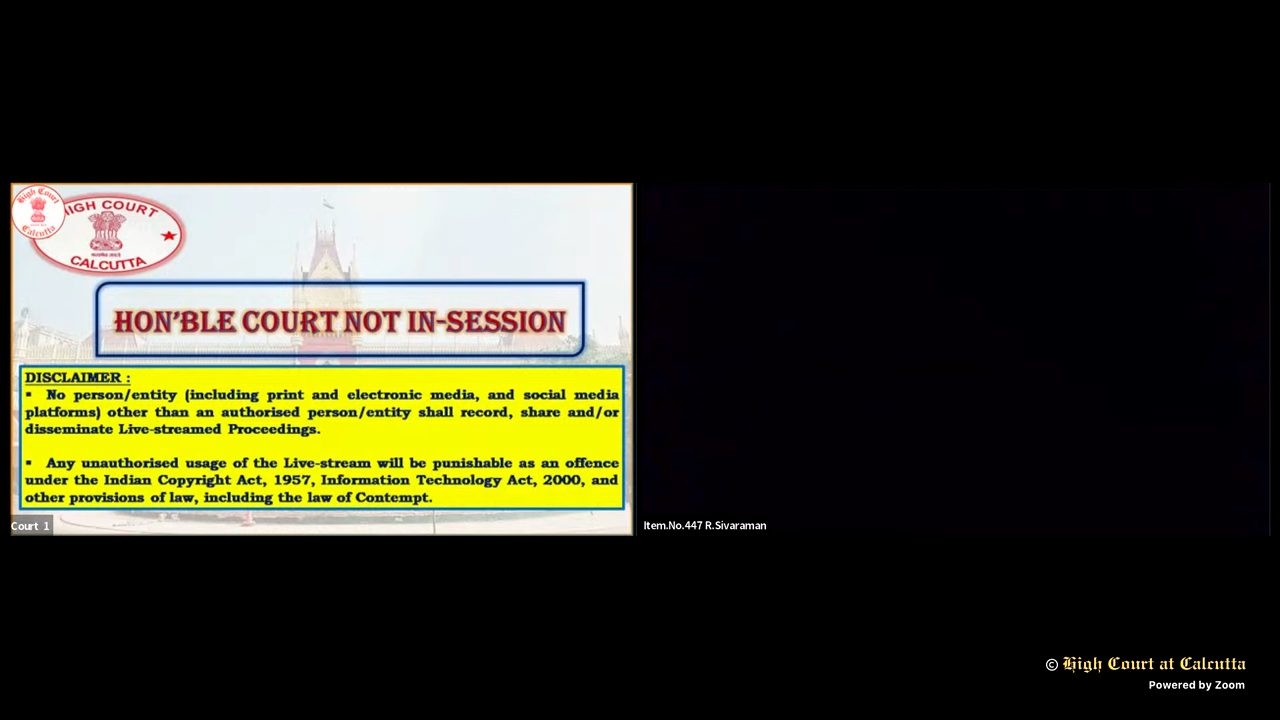 High Court
Calcutta
HIGH COURT
CALCUTTA
HON'BLE COURT NOT IN-SESSION
DISCLAIMER :
▪ No person/entity (including print and electronic media, and social media
platforms) other than an authorised person/entity shall record, share and/or
disseminate Live-streamed Proceedings.
▪ Any unauthorised usage of the Live-stream will be punishable as an offence
under the Indian Copyright Act, 1957, Information Technology Act, 2000, and
other provisions of law, including the law of Contempt.
Court 1
Item.No.447 R.Sivaraman
© High Court at Calcutta
Powered by Zoom